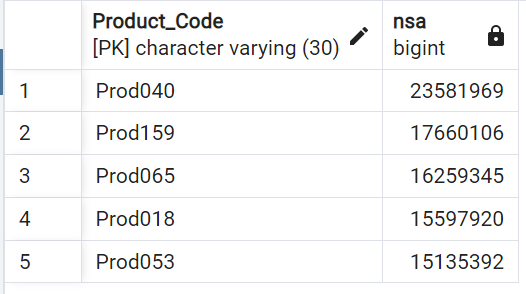 Product_Code nsa
[PK] character varying (30) bigint
1 Prod040 23581969
2 Prod159 17660106
3 Prod065 16259345
4 Prod018 15597920
5 Prod053 15135392